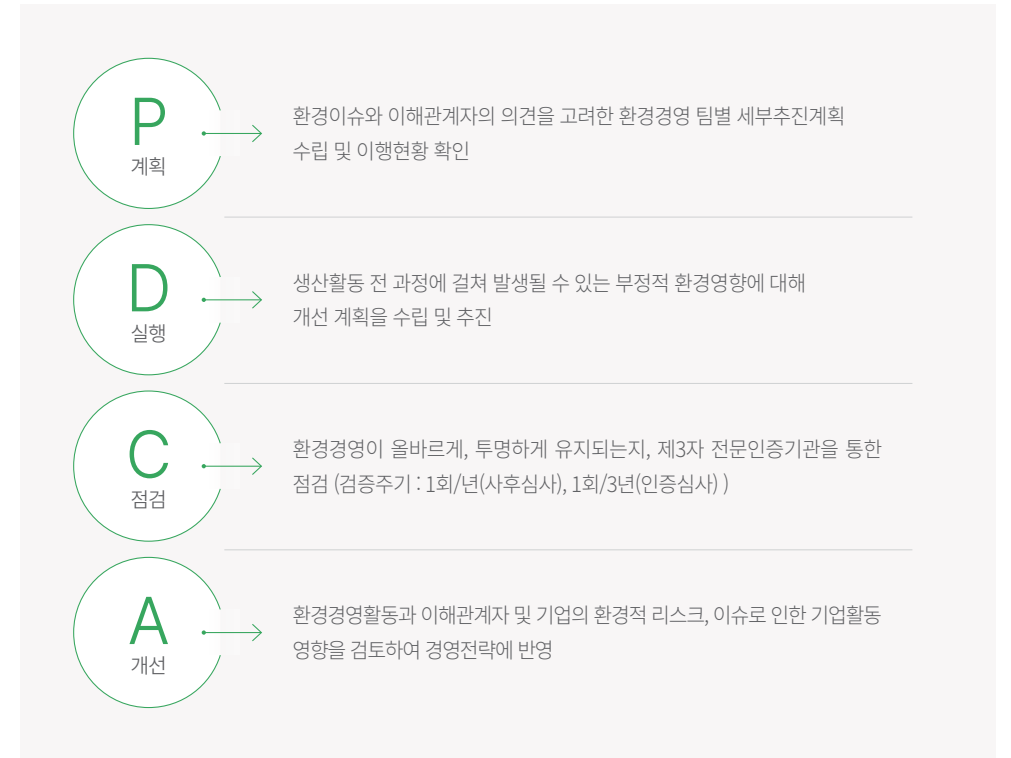 P
계획
환경이슈와 이해관계자의 의견을 고려한 환경경영 팀별 세부추진계획
수립 및 이행현황 확인
D
실행
생산활동 전 과정에 걸쳐 발생될 수 있는 부정적 환경영향에 대해
개선 계획을 수립 및 추진
C
점검
환경경영이 올바르게, 투명하게 유지되는지, 제3자 전문인증기관을 통한
점검 (검증주기 : 1회/년(사후심사), 1회/3년(인증심사) )
A
개선
환경경영활동과 이해관계자 및 기업의 환경적 리스크, 이슈로 인한 기업활동
영향을 검토하여 경영전략에 반영